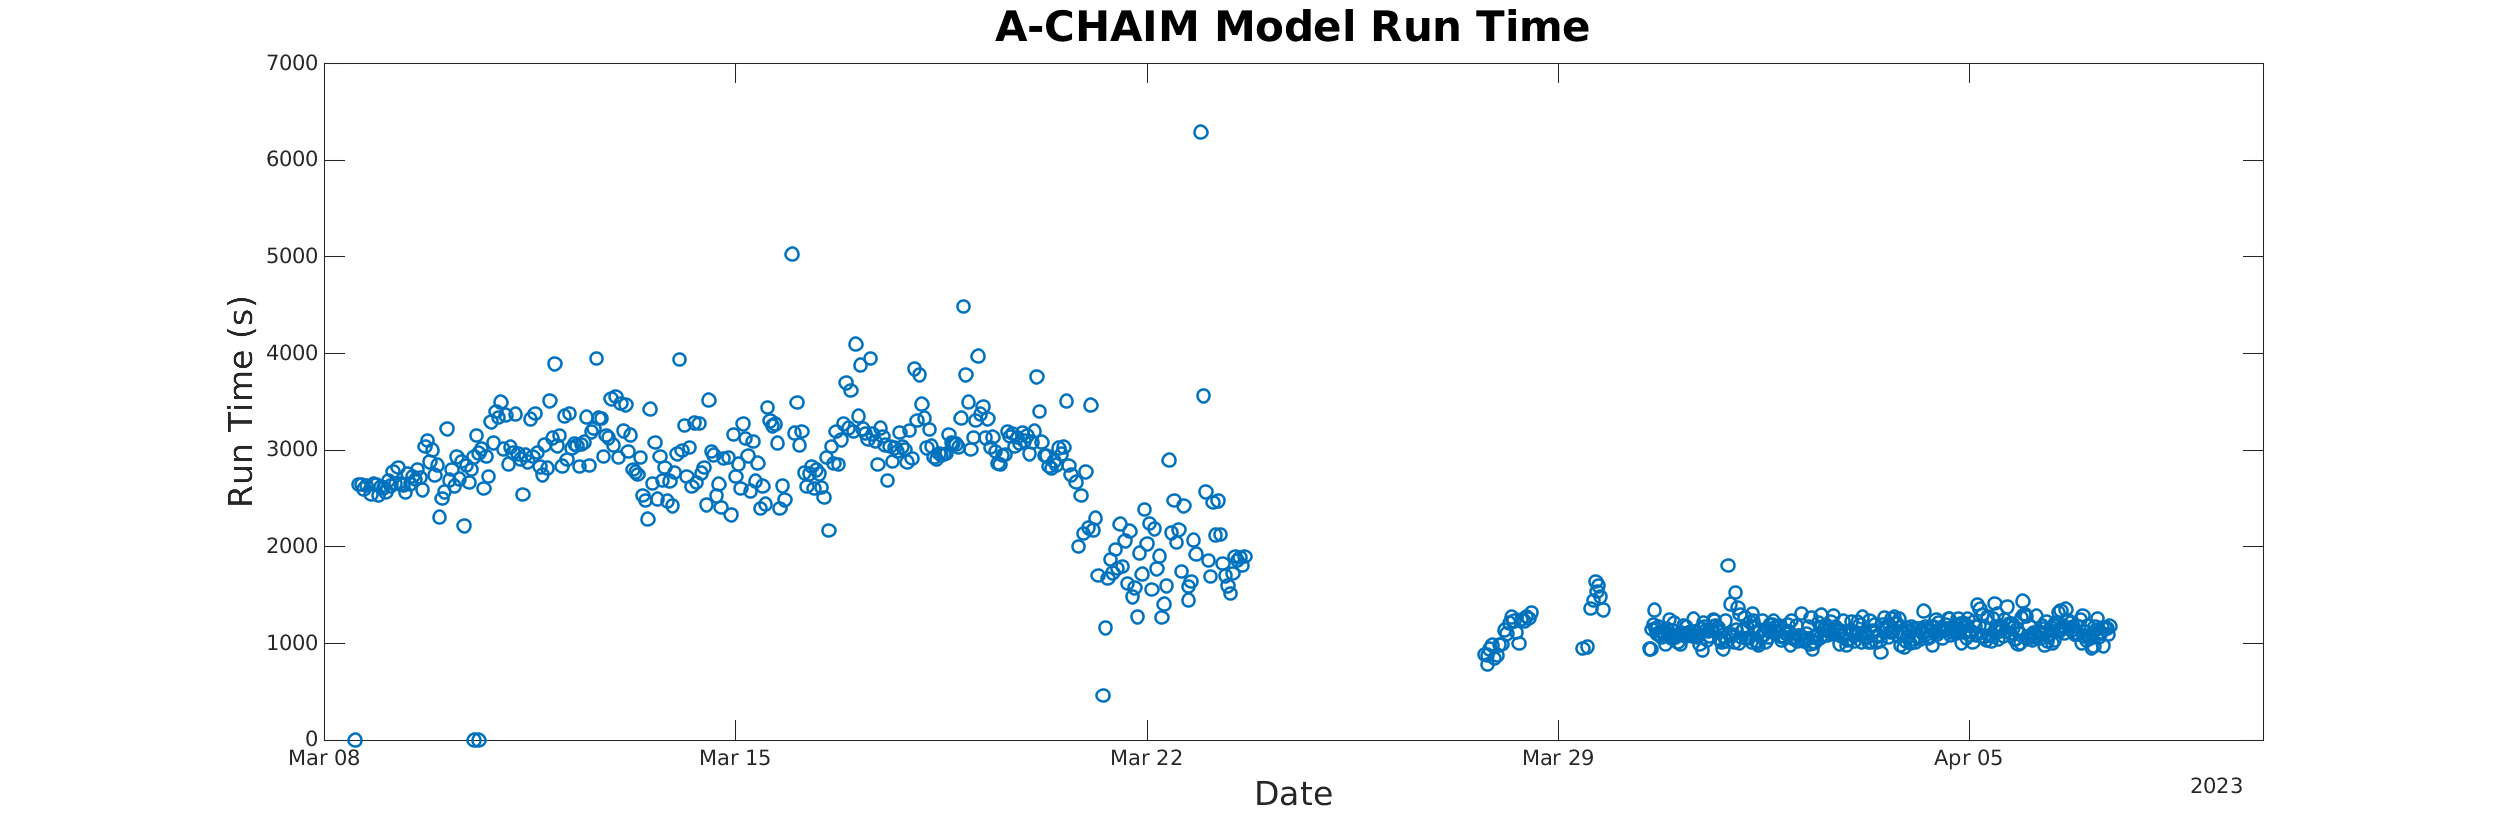 A-CHAIM Model Run Time
7000
6000
5000
4000
3000
2000
1000
0
Run Time (s)
Mar 08 Mar 15 Mar 22 Mar 29 Apr 05
2023
Date